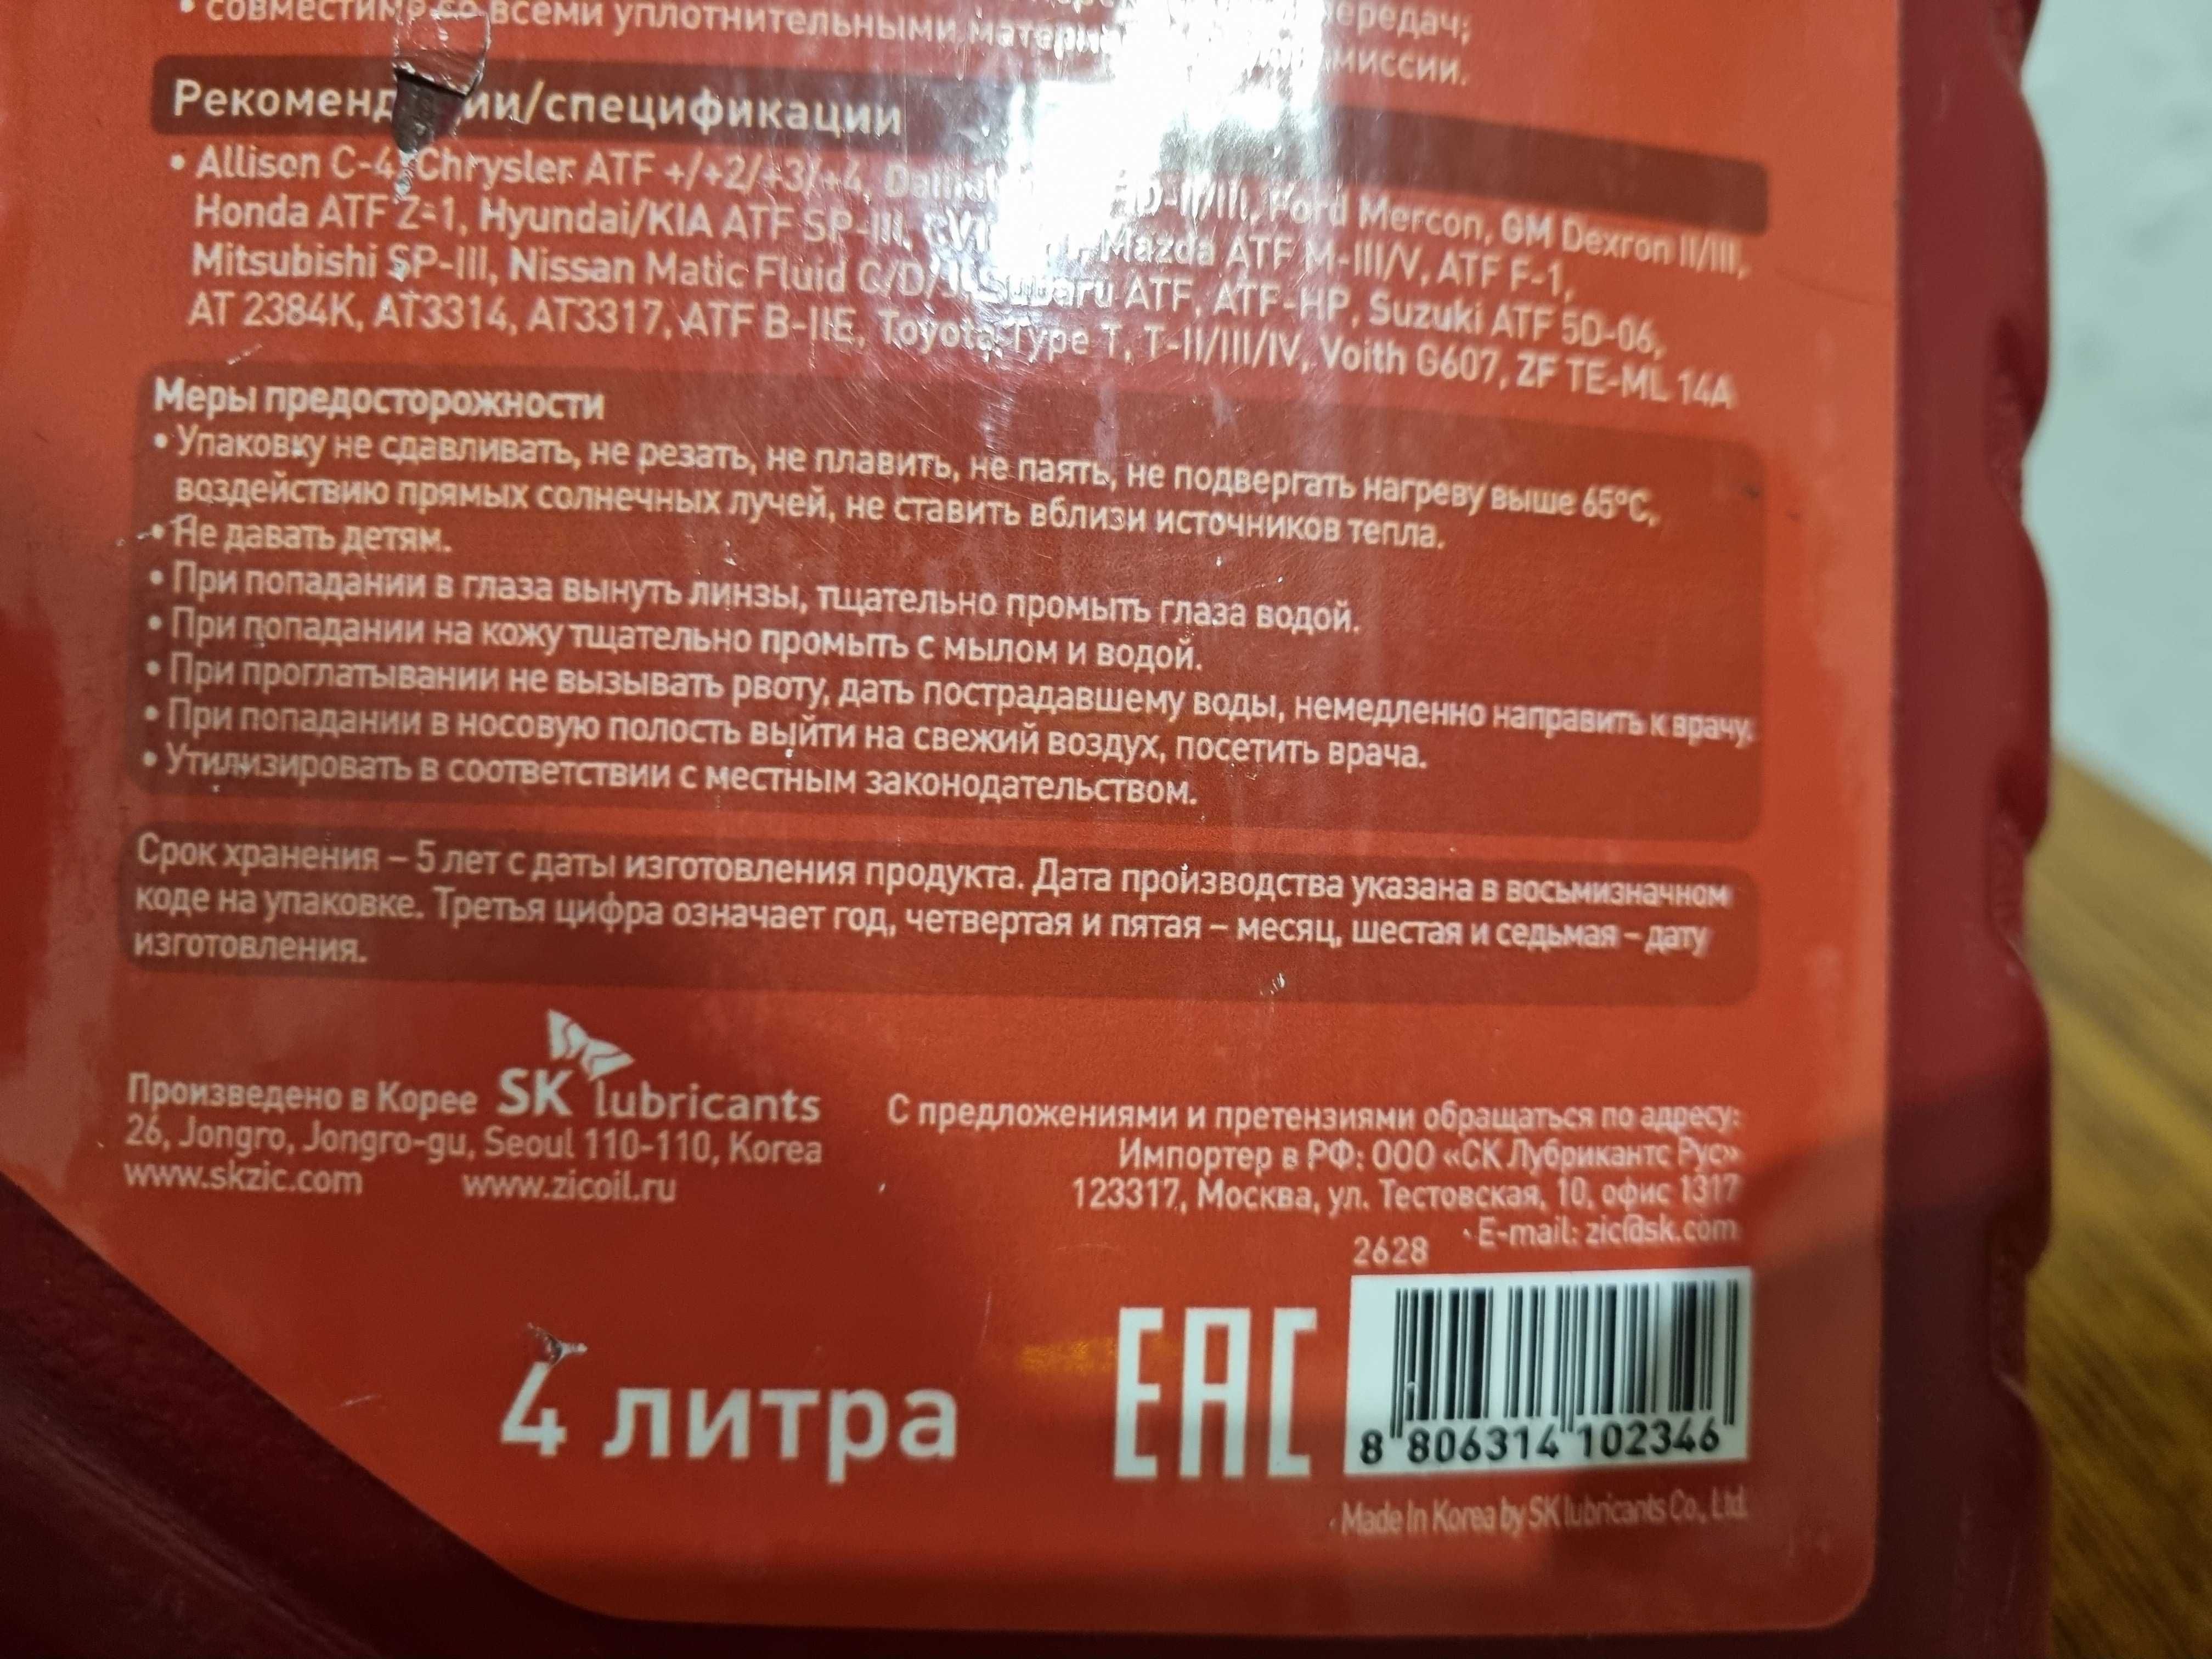 • совместима со всеми уплотнительными
передач;
Рекомендации/спецификации
• Allison C-4, Chrysler ATF +/+2/+3/+4, Ford Mercon, GM Dexron II/III,
Honda ATF Z-1, Hyundai/KIA ATF SP-III, Mazda ATF M-III/V, ATF F-1,
Mitsubishi SP-III, Nissan Matic Fluid C/D/J, Subaru ATF, ATF-HP, Suzuki ATF 5D-06,
AT 2384K, AT3314, AT3317, ATF B-IIE, Toyota Type T, T-II/III/IV, Voith G607, ZF TE-ML 14A
Меры предосторожности
• Упаковку не сдавливать, не резать, не плавить, не паять, не подвергать нагреву выше 65°C,
воздействию прямых солнечных лучей, не ставить вблизи источников тепла.
• Не давать детям.
• При попадании в глаза вынуть линзы, тщательно промыть глаза водой.
• При попадании на кожу тщательно промыть с мылом и водой.
• При проглатывании не вызывать рвоту, дать пострадавшему воды, немедленно направить к врачу.
• При попадании в носовую полость выйти на свежий воздух, посетить врача.
• Утилизировать в соответствии с местным законодательством.
Срок хранения – 5 лет с даты изготовления продукта. Дата производства указана в восьмизначном
коде на упаковке. Третья цифра означает год, четвертая и пятая – месяц, шестая и седьмая – дату
изготовления.
Произведено в Корее SK lubricants
26, Jongro, Jongro-gu, Seoul 110-110, Korea
www.skzic.com www.zicoil.ru
С предложениями и претензиями обращаться по адресу:
Импортер в РФ: ООО «СК Лубрикантс Рус»
123317, Москва, ул. Тестовская, 10, офис 1317
E-mail: zic@sk.com
2628
4 литра
EAC
8 806314 102346
Made In Korea by SK lubricants Co., Ltd.